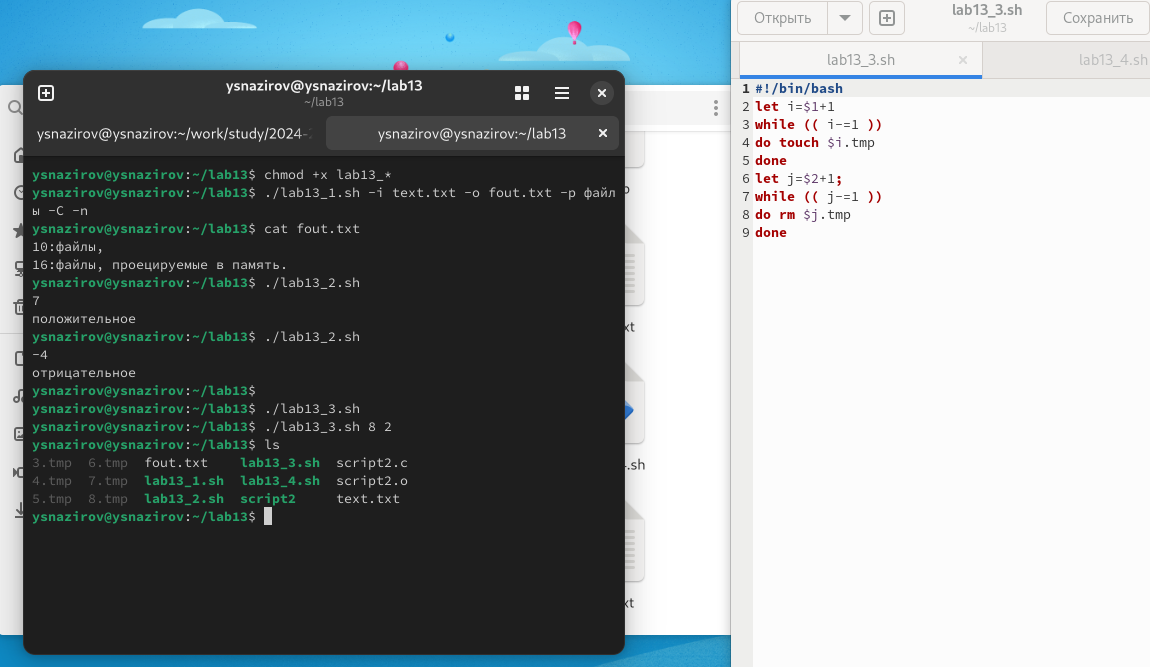 ysnazirov@ysnazirov:~/lab13
~/lab13
ysnazirov@ysnazirov:~/work/study/2024-
ysnazirov@ysnazirov:~/lab13
ysnazirov@ysnazirov:~/lab13$ chmod +x lab13_*
ysnazirov@ysnazirov:~/lab13$ ./lab13_1.sh -i text.txt -o fout.txt -p файл
ы -C -n
ysnazirov@ysnazirov:~/lab13$ cat fout.txt
10:файлы,
16:файлы, проецируемые в память.
ysnazirov@ysnazirov:~/lab13$ ./lab13_2.sh
7
положительное
ysnazirov@ysnazirov:~/lab13$ ./lab13_2.sh
-4
отрицательное
ysnazirov@ysnazirov:~/lab13$
ysnazirov@ysnazirov:~/lab13$ ./lab13_3.sh
ysnazirov@ysnazirov:~/lab13$ ./lab13_3.sh 8 2
ysnazirov@ysnazirov:~/lab13$ ls
3.tmp 6.tmp fout.txt lab13_3.sh script2.c
4.tmp 7.tmp lab13_1.sh lab13_4.sh script2.o
5.tmp 8.tmp lab13_2.sh script2 text.txt
ysnazirov@ysnazirov:~/lab13$
Открыть
lab13_3.sh
~/lab13
Сохранить
lab13_3.sh
lab13_4.sh
1 #!/bin/bash
2 let i=$1+1
3 while (( i-=1 ))
4 do touch $i.tmp
5 done
6 let j=$2+1;
7 while (( j-=1 ))
8 do rm $j.tmp
9 done